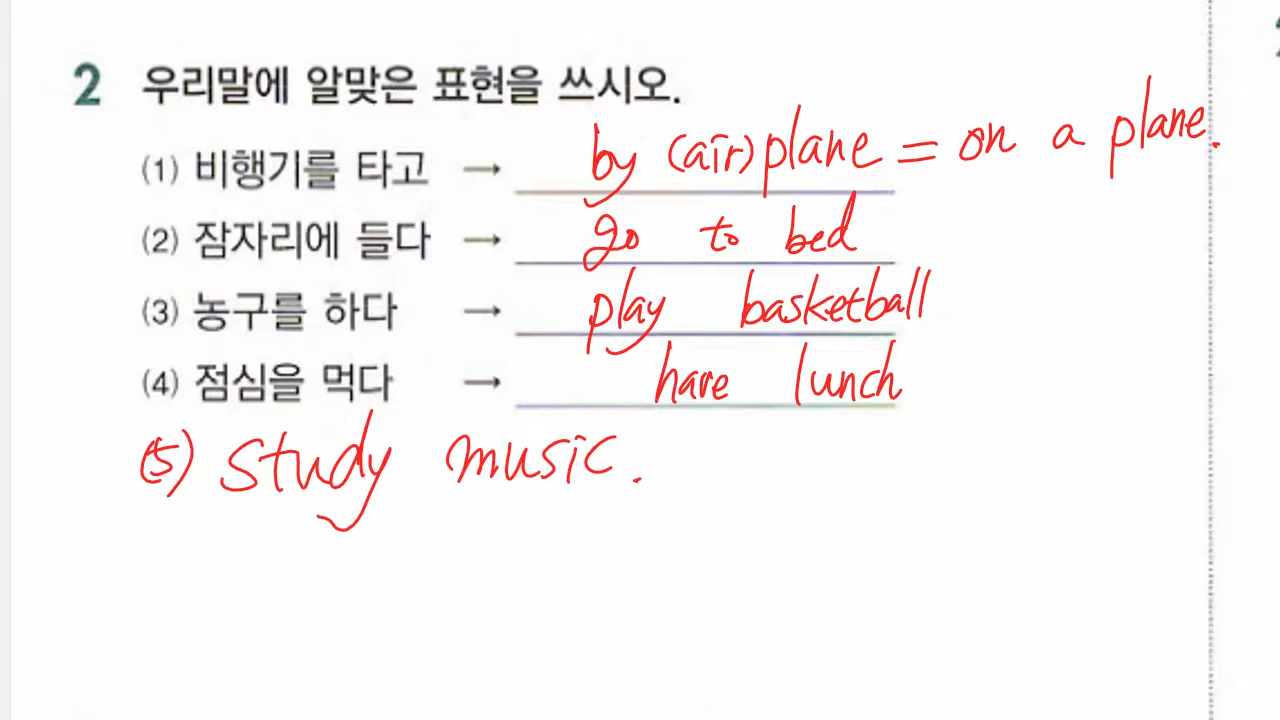 2 우리말에 알맞은 표현을 쓰시오.
(1) 비행기를 타고 → by (air)plane = on a plane.
(2) 잠자리에 들다 → go to bed
(3) 농구를 하다 → play basketball
(4) 점심을 먹다 → have lunch
(5) study music.